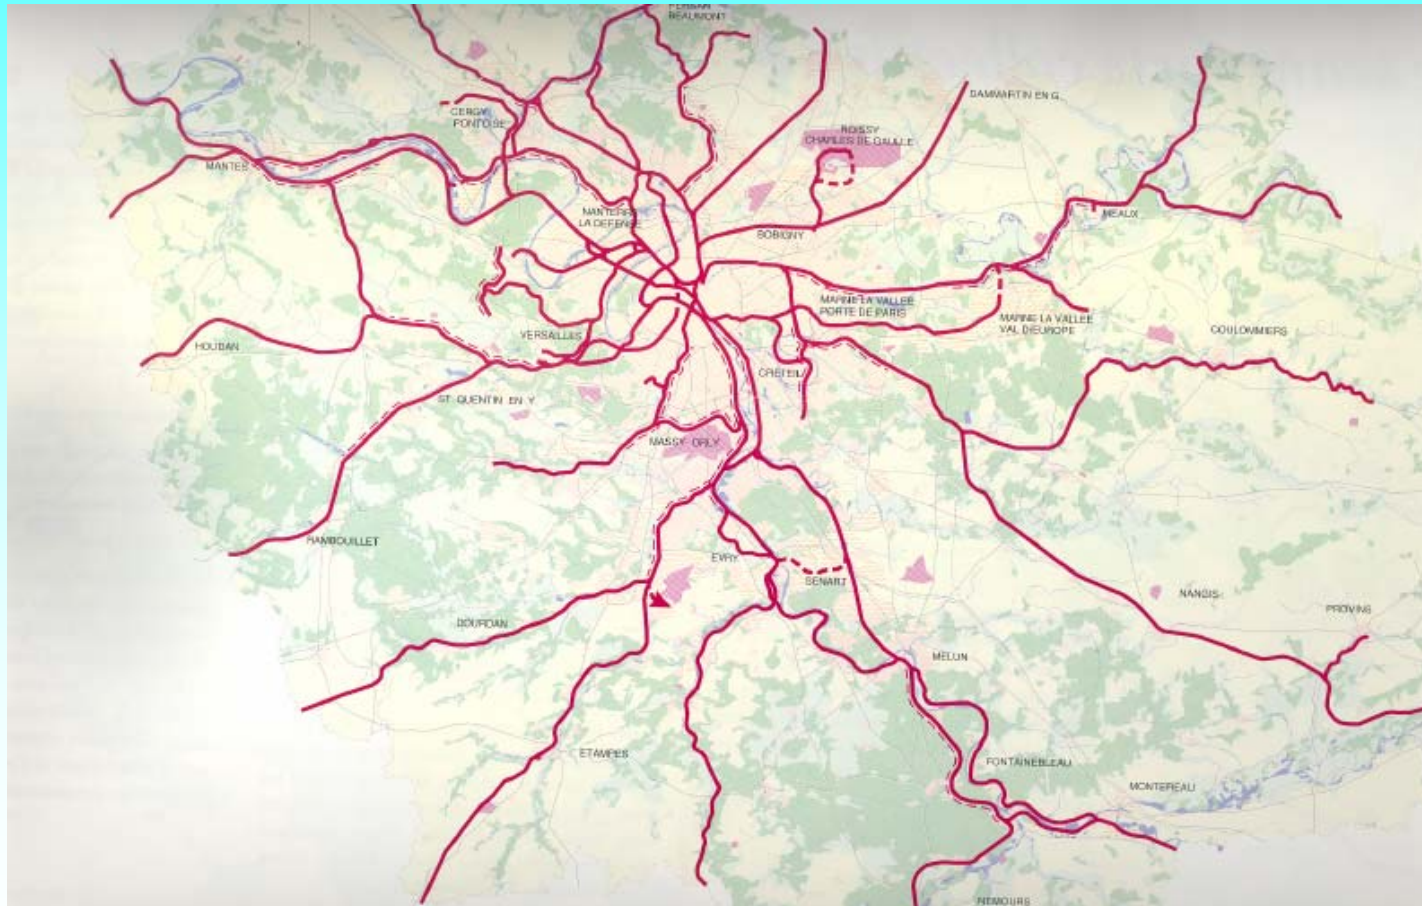 PERSAN
BEAUMONT
DAMMARTIN EN G.
CERGY
PONTOISE
ROISSY
CHARLES DE GAULLE
MANTES
NANTERRE
LA DEFENSE
MEAUX
BOBIGNY
MARNE LA VALLEE
PORTE DE PARIS
MARNE LA VALLEE
VAL D'EUROPE
COULOMMIERS
VERSAILLES
HOUDAN
CRETEIL
ST QUENTIN EN Y
MASSY-ORLY
RAMBOUILLET
EVRY
SENART
NANGIS
PROVINS
DOURDAN
MELUN
ETAMPES
FONTAINEBLEAU
MONTEREAU
NEMOURS